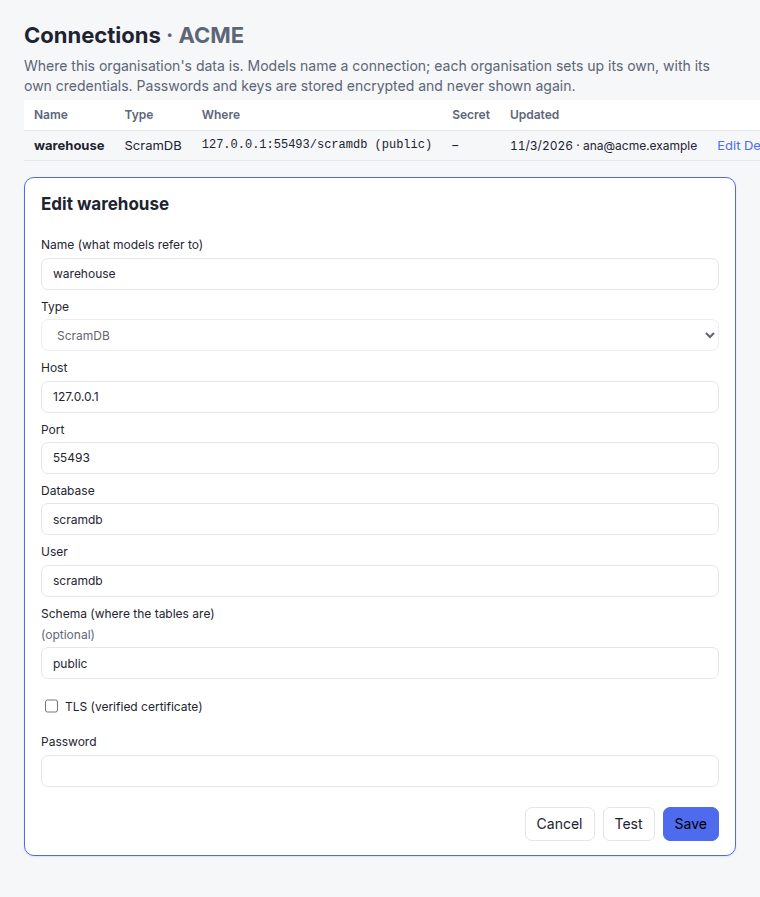 Connections · ACME
Where this organisation's data is. Models name a connection; each organisation sets up its own, with its
own credentials. Passwords and keys are stored encrypted and never shown again.
Name Type Where Secret Updated
warehouse ScramDB 127.0.0.1:55493/scramdb (public) – 11/3/2026 · ana@acme.example Edit De
Edit warehouse
Name (what models refer to)
warehouse
Type
ScramDB
Host
127.0.0.1
Port
55493
Database
scramdb
User
scramdb
Schema (where the tables are)
(optional)
public
TLS (verified certificate)
Password
Cancel Test Save